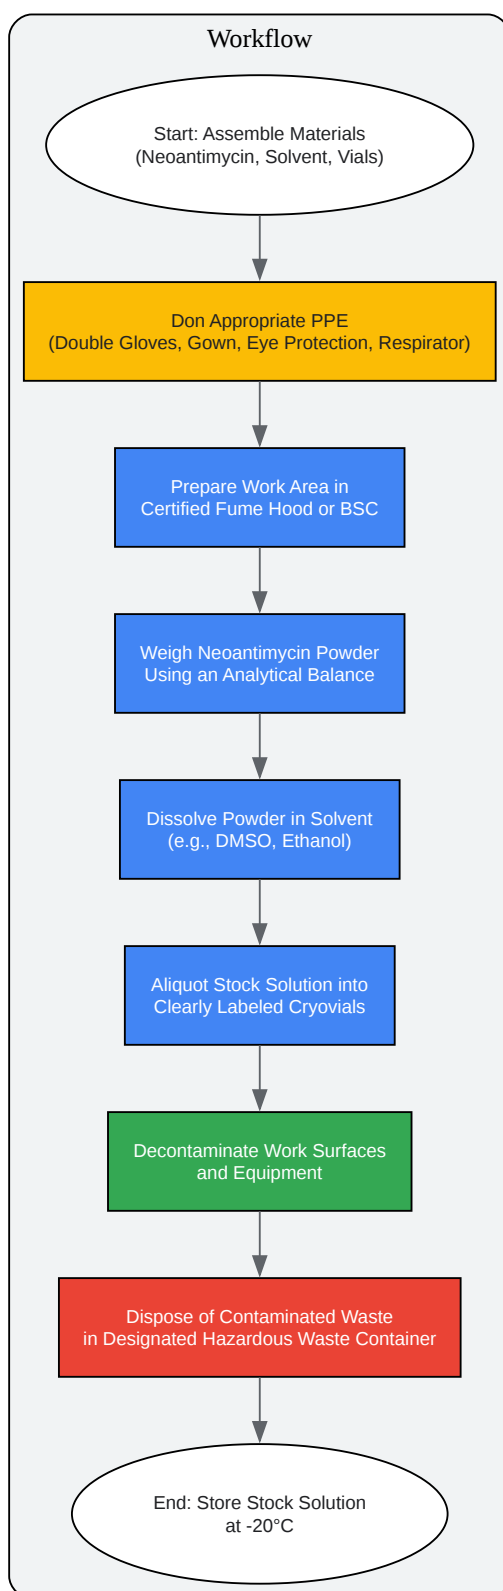 Workflow
Start: Assemble Materials
(Neoantimycin, Solvent, Vials)
Don Appropriate PPE
(Double Gloves, Gown, Eye Protection, Respirator)
Prepare Work Area in
Certified Fume Hood or BSC
Weigh Neoantimycin Powder
Using an Analytical Balance
Dissolve Powder in Solvent
(e.g., DMSO, Ethanol)
Aliquot Stock Solution into
Clearly Labeled Cryovials
Decontaminate Work Surfaces
and Equipment
Dispose of Contaminated Waste
in Designated Hazardous Waste Container
End: Store Stock Solution
at -20°C